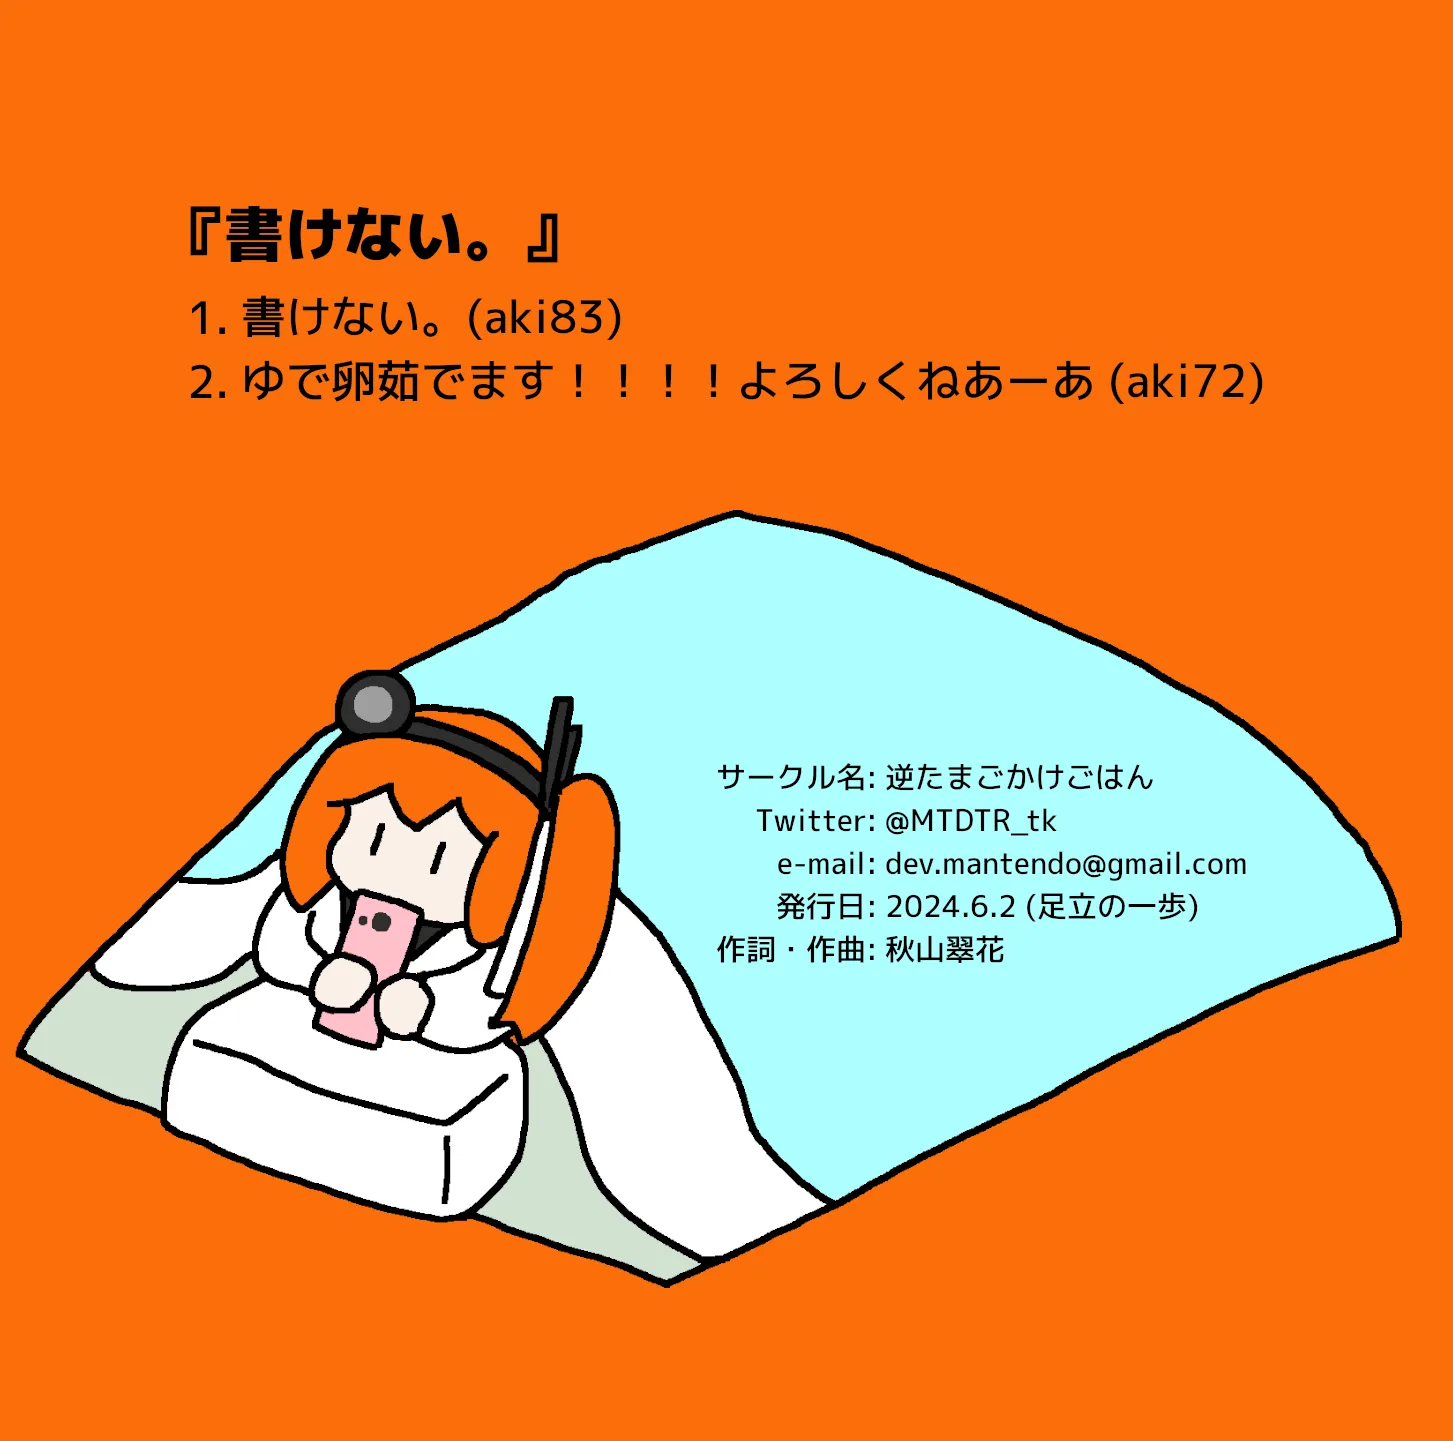 『書けない。』
1. 書けない。(aki83)
2. ゆで卵茹でます！！！！よろしくねあーあ (aki72)
サークル名: 逆たまごかけごはん
Twitter: @MTDTR_tk
e-mail: dev.mantendo@gmail.com
発行日: 2024.6.2 (足立の一歩)
作詞・作曲: 秋山翠花